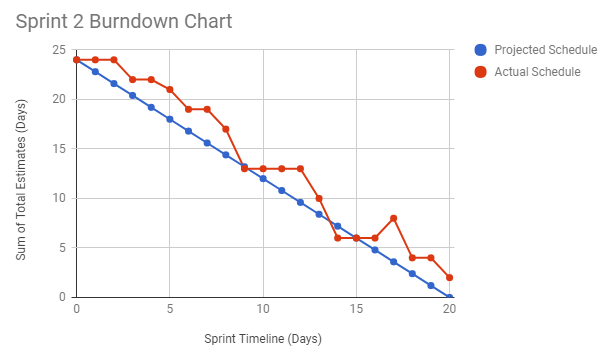 Sprint 2 Burndown Chart
Projected Schedule
Actual Schedule
Sum of Total Estimates (Days)
25
20
15
10
5
0
0 5 10 15 20
Sprint Timeline (Days)